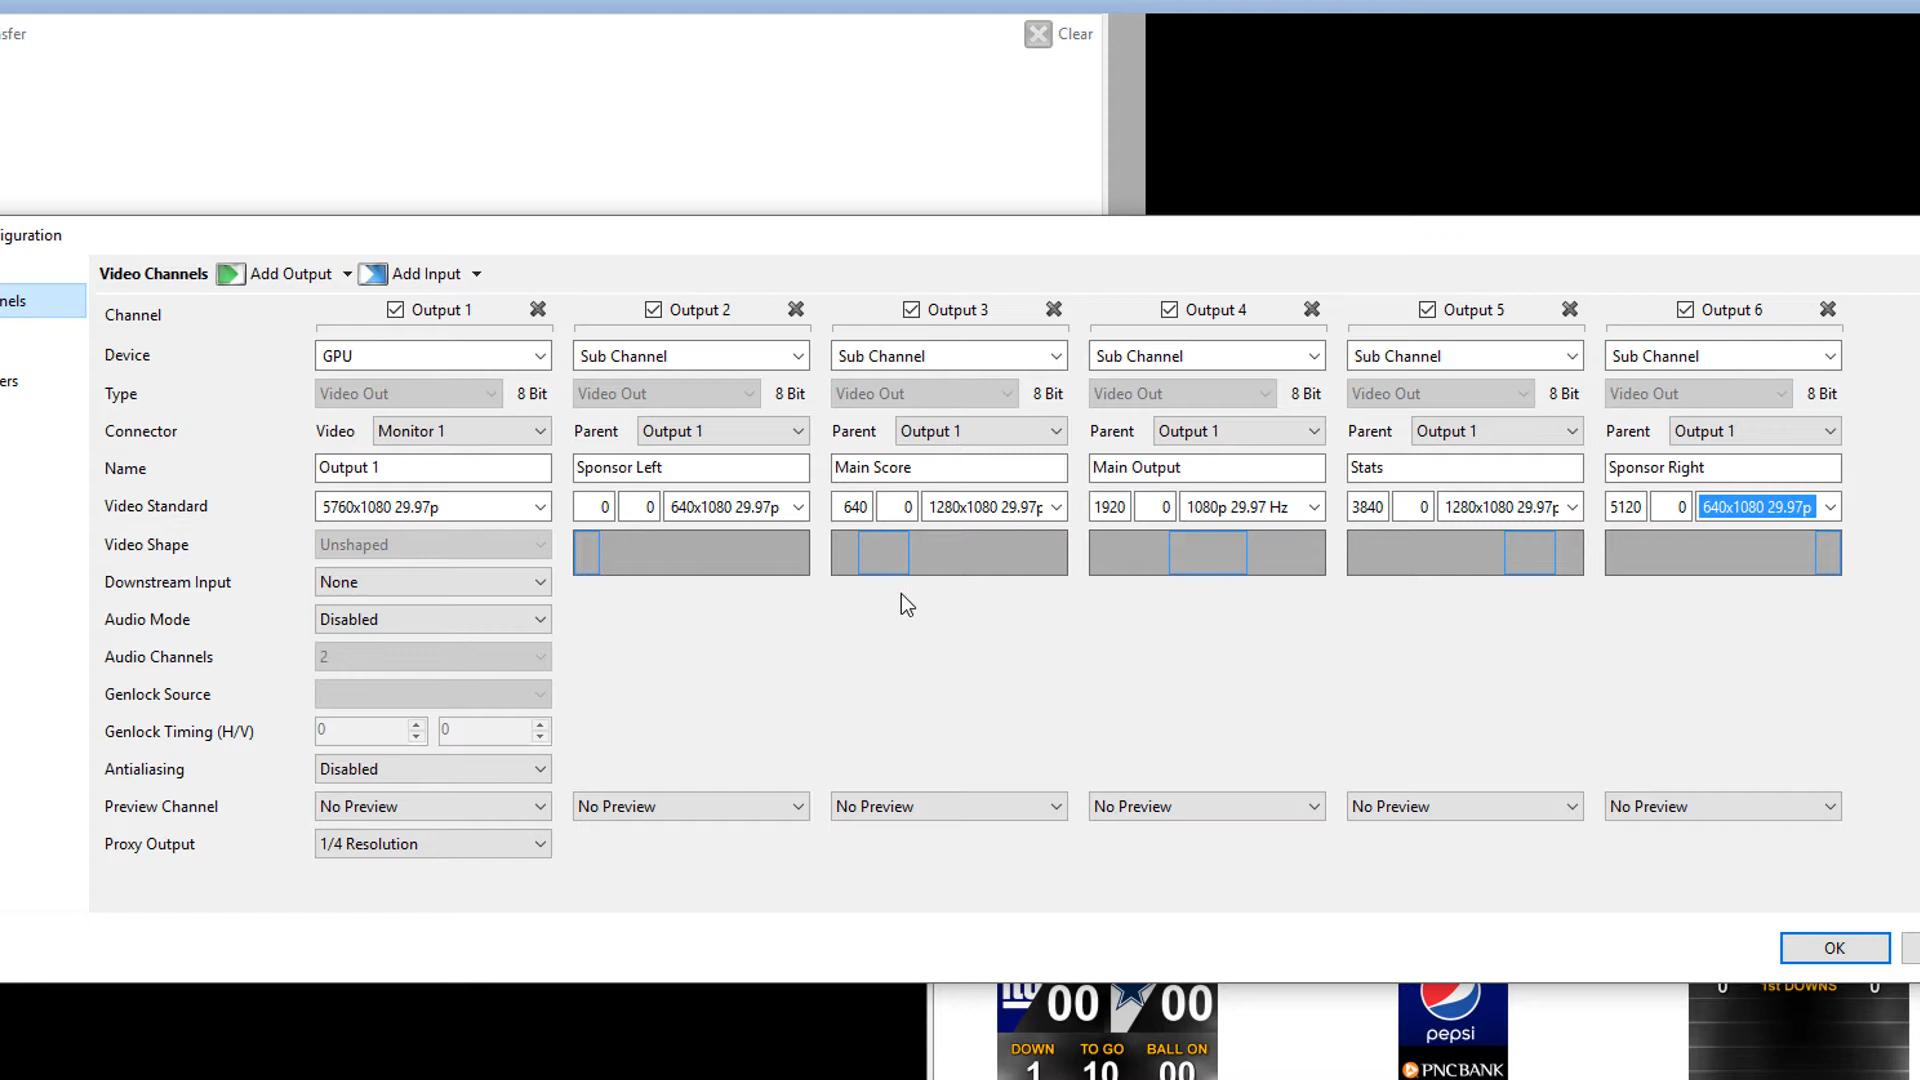 sfer
Clear
iguration
Video Channels Add Output Add Input
nels
ers
Channel Output 1 Output 2 Output 3 Output 4 Output 5 Output 6
Device GPU Sub Channel Sub Channel Sub Channel Sub Channel Sub Channel
Type Video Out 8 Bit Video Out 8 Bit Video Out 8 Bit Video Out 8 Bit Video Out 8 Bit Video Out 8 Bit
Connector Video Monitor 1 Parent Output 1 Parent Output 1 Parent Output 1 Parent Output 1 Parent Output 1
Name Output 1 Sponsor Left Main Score Main Output Stats Sponsor Right
Video Standard 5760x1080 29.97p 0 0 640x1080 29.97p 640 0 1280x1080 29.97p 1920 0 1080p 29.97 Hz 3840 0 1280x1080 29.97p 5120 0 640x1080 29.97p
Video Shape Unshaped
Downstream Input None
Audio Mode Disabled
Audio Channels 2
Genlock Source
Genlock Timing (H/V) 0 0
Antialiasing Disabled
Preview Channel No Preview No Preview No Preview No Preview No Preview No Preview
Proxy Output 1/4 Resolution
OK
00 00
DOWN TO GO BALL ON
1 10 00
pepsi
PNCBANK
0 1st DOWNS 0